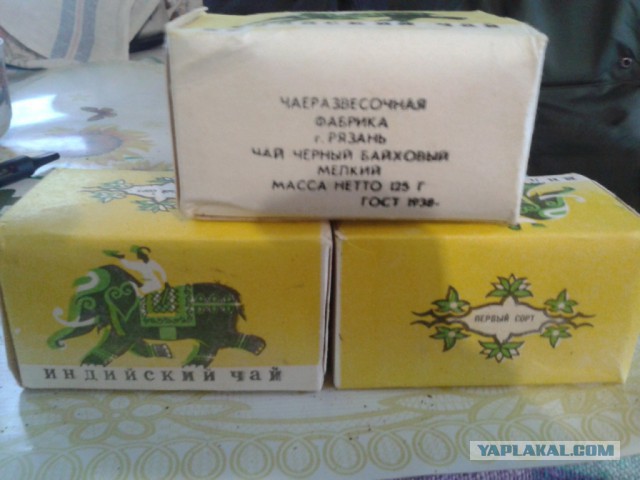 ЧАЕРАЗВЕСОЧНАЯ
ФАБРИКА
г. РЯЗАНЬ
ЧАЙ ЧЕРНЫЙ БАЙХОВЫЙ
МЕЛКИЙ
МАССА НЕТТО 125 Г
ГОСТ 1938-
ИНДИЙСКИЙ ЧАЙ
ПЕРВЫЙ СОРТ
YAPLAKAL.COM